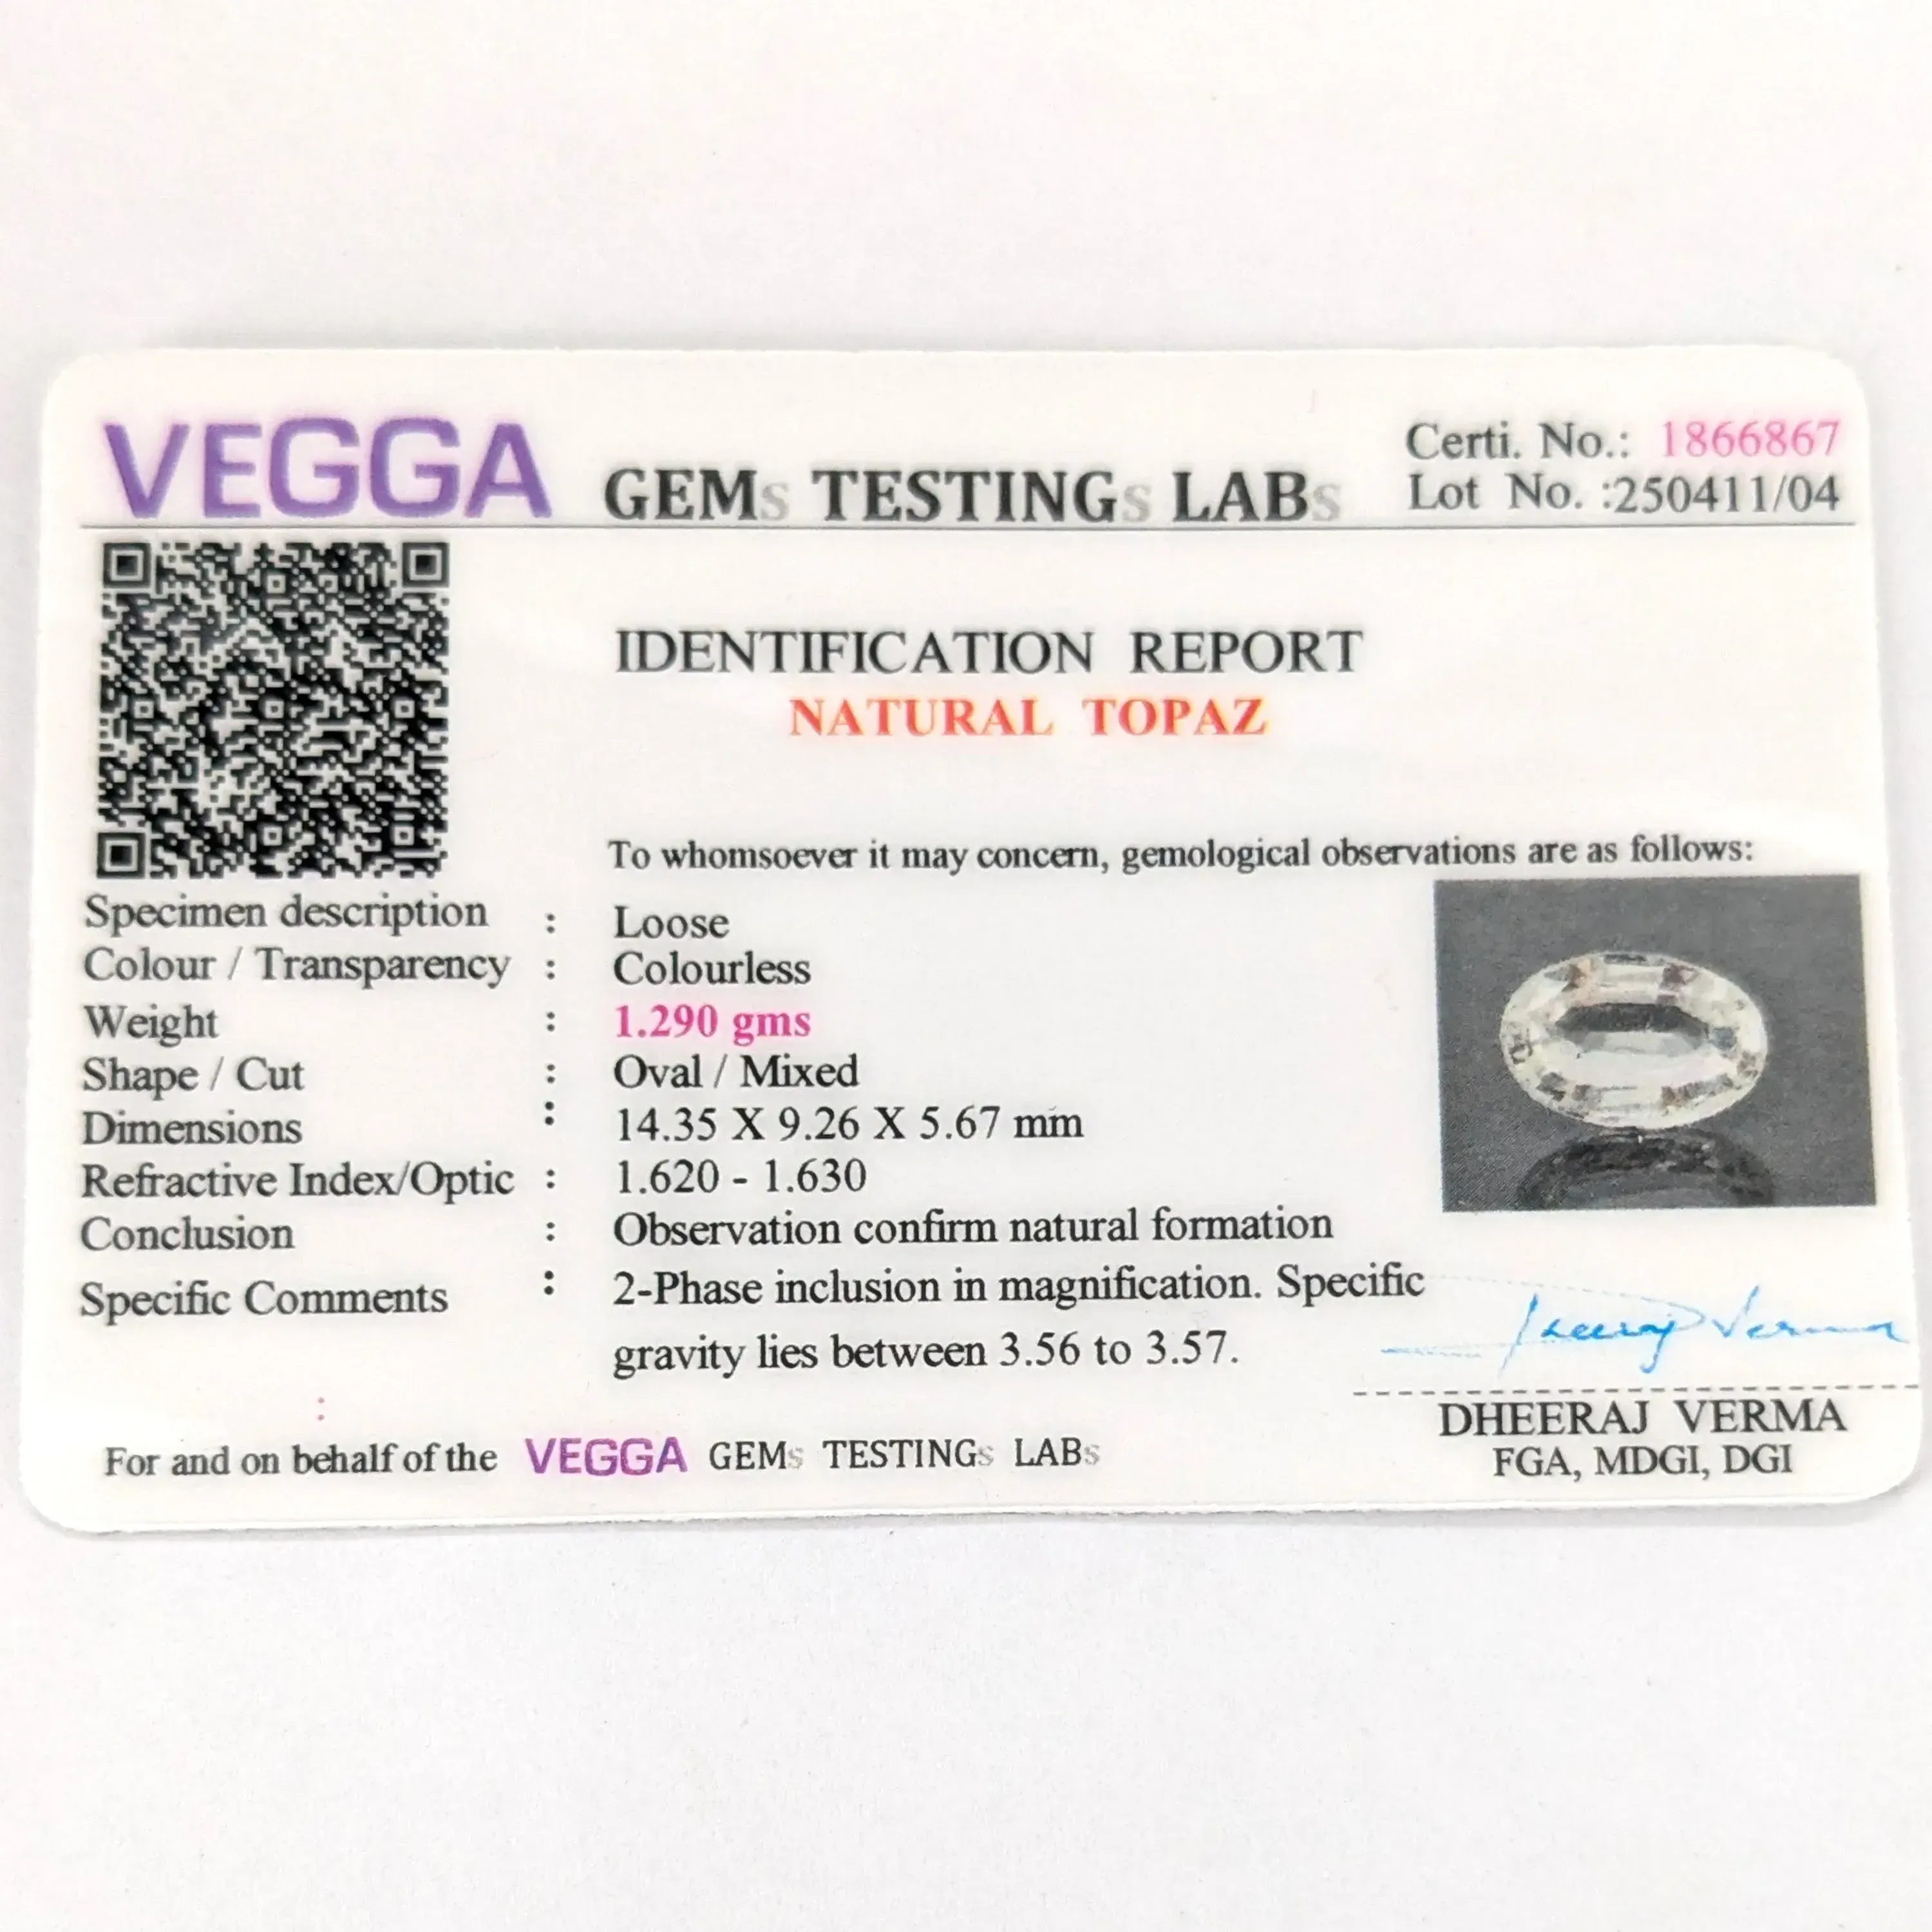 VEGGA GEMs TESTINGs LABs
Certi. No.: 1866867
Lot No. :250411/04
IDENTIFICATION REPORT
NATURAL TOPAZ
To whomsoever it may concern, gemological observations are as follows:
Specimen description : Loose
Colour / Transparency : Colourless
Weight : 1.290 gms
Shape / Cut : Oval / Mixed
Dimensions : 14.35 X 9.26 X 5.67 mm
Refractive Index/Optic : 1.620 - 1.630
Conclusion : Observation confirm natural formation
Specific Comments : 2-Phase inclusion in magnification. Specific
gravity lies between 3.56 to 3.57.
:
Dheeraj Verma
DHEERAJ VERMA
FGA, MDGI, DGI
For and on behalf of the VEGGA GEMs TESTINGs LABs